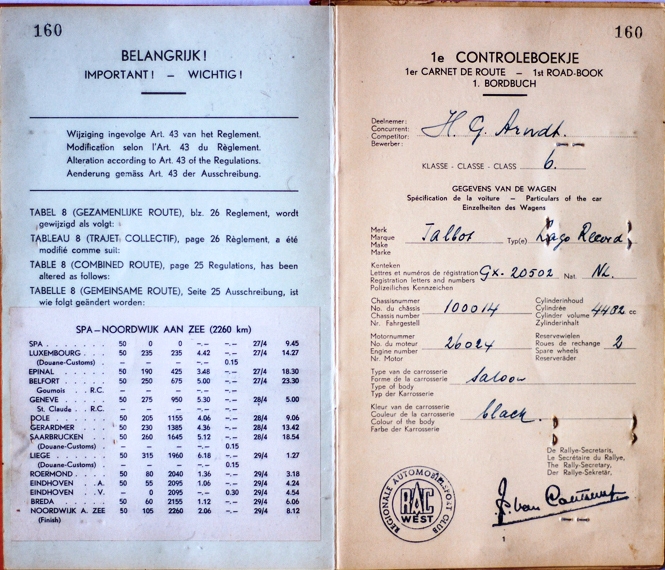 160
BELANGRIJK!
IMPORTANT! — WICHTIG!
Wijziging ingevolge Art. 43 van het Reglement.
Modification selon l'Art. 43 du Règlement.
Alteration according to Art. 43 of the Regulations.
Aenderung gemäss Art. 43 der Ausschreibung.
TABEL 8 (GEZAMENLIJKE ROUTE), blz. 26 Reglement, wordt
gewijzigd als volgt:
TABLEAU 8 (TRAJET COLLECTIF), page 26 Règlement, a été
modifié comme suit:
TABLE 8 (COMBINED ROUTE), page 25 Regulations, has been
altered as follows:
TABELLE 8 (GEMEINSAME ROUTE), Seite 25 Ausschreibung, ist
wie folgt geändert worden:
SPA—NOORDWIJK AAN ZEE (2260 km)
SPA . . . . . . . 50 0 0 —.— —.— 27/4 9.45
LUXEMBOURG . . . 50 235 235 4.42 —.— 27/4 14.27
(Douane-Customs) — — — — 0.15
EPINAL . . . . . 50 190 425 3.48 —.— 27/4 18.30
BELFORT . . . . . 50 250 675 5.00 —.— 27/4 23.30
Goumois . . R.C. — — — — —.—
GENEVE . . . . . 50 275 950 5.30 —.— 28/4 5.00
St. Claude . . R.C. — — — — —.—
DOLE . . . . . . 50 205 1155 4.06 —.— 28/4 9.06
GERARDMER . . . 50 230 1385 4.36 —.— 28/4 13.42
SAARBRUCKEN . . 50 260 1645 5.12 —.— 28/4 18.54
(Douane-Customs) — — — — 0.15
LIEGE . . . . . . 50 315 1960 6.18 —.— 29/4 1.27
(Douane-Customs) — — — — 0.15
ROERMOND . . . . 50 80 2040 1.36 —.— 29/4 3.18
EINDHOVEN . . A. 50 55 2095 1.06 —.— 29/4 4.24
EINDHOVEN . . V. — 0 2095 —.— 0.30 29/4 4.54
BREDA . . . . . 50 60 2155 1.12 —.— 29/4 6.06
NOORDWIJK A. ZEE 50 105 2260 2.06 —.— 29/4 8.12
(Finish)
160
1e CONTROLEBOEKJE
1er CARNET DE ROUTE — 1st ROAD-BOOK
1. BORDBUCH
Deelnemer:
Concurrent:
Competitor:
Bewerber:
H. G. Arndt.
KLASSE - CLASSE - CLASS 6.
GEGEVENS VAN DE WAGEN
Spécification de la voiture — Particulars of the car
Einzelheiten des Wagens
Merk
Marque
Make
Marke
Talbot Type(e) Lago Record
Kenteken
Lettres et numéros de régistration
Registration letters and numbers
Polizeiliches Kennzeichen
GX-20502 Nat. NL.
Chassisnummer
No. du châssis
Chassis number
Nr. Fahrgestell
100014
Cylinderinhoud
Cylindrée
Cylinder volume
Zylinderinhalt
4482 cc
Motornummer
No. du moteur
Engine number
Nr. Motor
26024
Reservewielen
Roues de rechange
Spare wheels
Reserveräder
2
Type van carrosserie
Forme de la carrosserie
Type of body
Typ der Karrosserie
saloon
Kleur van de carrosserie
Couleur de la carrosserie
Colour of the body
Farbe der Karrosserie
black.
De Rallye-Secretaris,
Le Secrétaire du Rallye,
The Rally-Secretary,
Der Rallye-Sekretär,
REGIONALE AUTOMOBIELSPORT CLUB
RAC
WEST
1